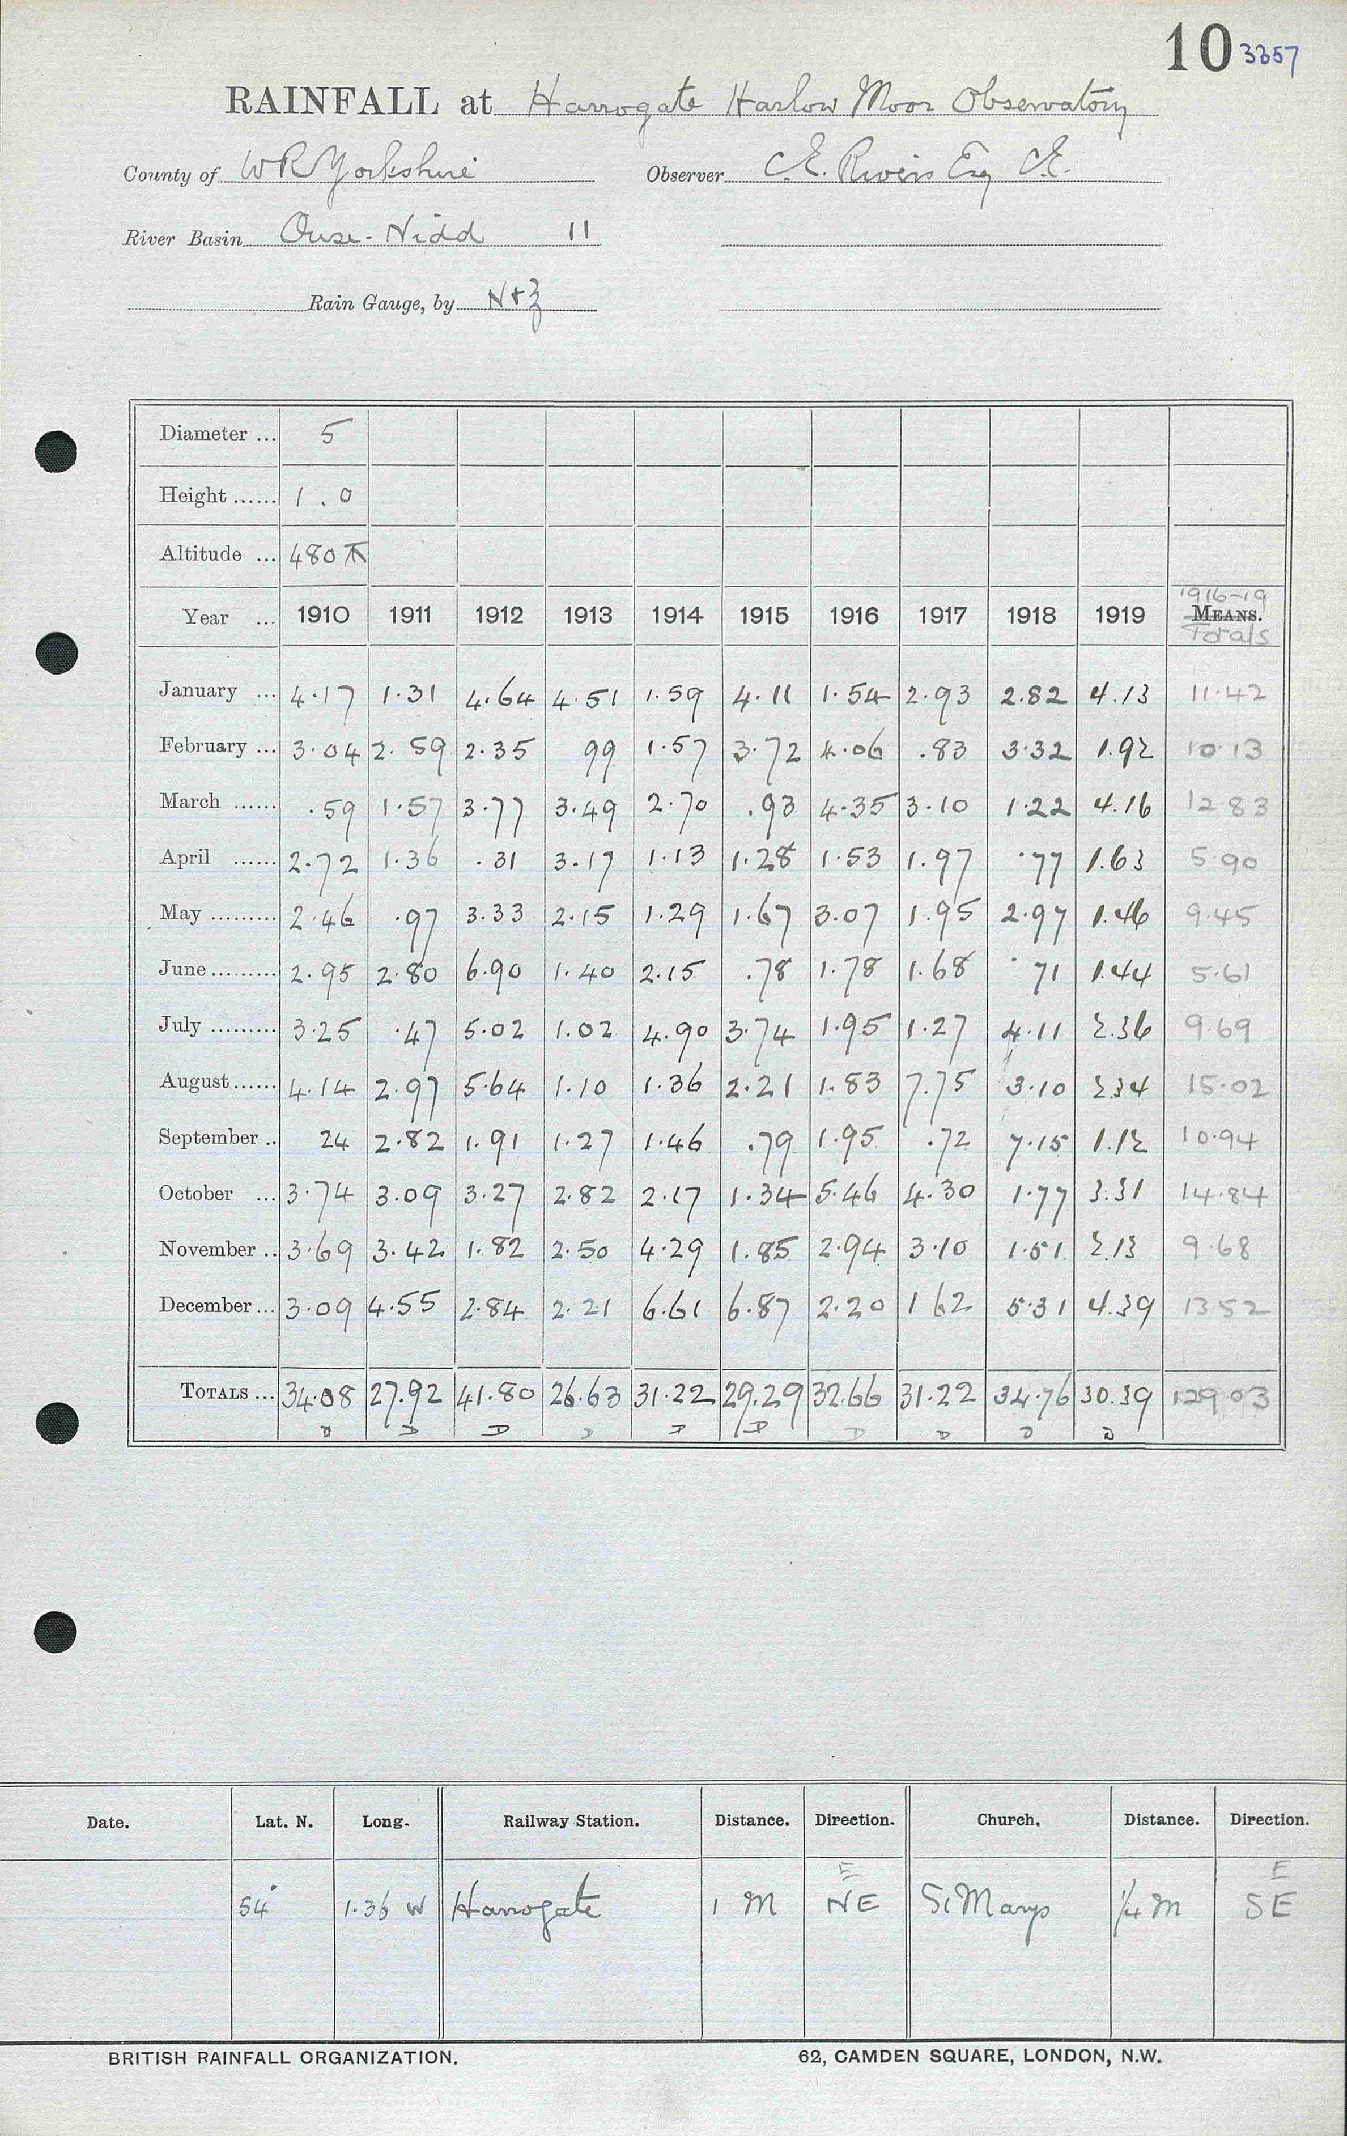 10 3357
RAINFALL at Harrogate Harlow Moor Observatory
County of W R Yorkshire Observer C.E. Rivers Esq C.E.
River Basin Ouse-Nidd 11
Rain Gauge, by N+Z
Diameter ... 5
Height ...... 1.0
Altitude ... 480 T
1916-19
Year ... 1910 1911 1912 1913 1914 1915 1916 1917 1918 1919 MEANS.
Totals
January ... 4.17 1.31 4.64 4.51 1.59 4.11 1.54 2.93 2.82 4.13 11.42
February ... 3.04 2.59 2.35 99 1.57 3.72 4.06 .83 3.32 1.92 10.13
March ...... .59 1.57 3.77 3.49 2.70 .93 4.35 3.10 1.22 4.16 12.83
April ...... 2.72 1.36 .31 3.17 1.13 1.28 1.53 1.97 .77 1.63 5.90
May ......... 2.46 .97 3.33 2.15 1.29 1.67 3.07 1.95 2.97 1.46 9.45
June ......... 2.95 2.80 6.90 1.40 2.15 .78 1.78 1.68 .71 1.44 5.61
July ......... 3.25 .47 5.02 1.02 4.90 3.74 1.95 1.27 4.11 2.36 9.69
August ...... 4.14 2.97 5.64 1.10 1.36 2.21 1.83 7.75 3.10 2.34 15.02
September .. 24 2.82 1.91 1.27 1.46 .79 1.95 .72 7.15 1.12 10.94
October ... 3.74 3.09 3.27 2.82 2.17 1.34 5.46 4.30 1.77 3.31 14.84
November .. 3.69 3.42 1.82 2.50 4.29 1.85 2.94 3.10 1.51 2.13 9.68
December ... 3.09 4.55 2.84 2.21 6.61 6.87 2.20 1 62 5.31 4.39 13.52
TOTALS ... 34.08 27.92 41.80 26.63 31.22 29.29 32.66 31.22 34.76 30.39 129.03
D D D D D D D D D D
Date. Lat. N. Long. Railway Station. Distance. Direction. Church. Distance. Direction.
E E
54° 1.36 W Harrogate 1 M NE St Marys 1/4 M SE
BRITISH RAINFALL ORGANIZATION. 62, CAMDEN SQUARE, LONDON, N.W.